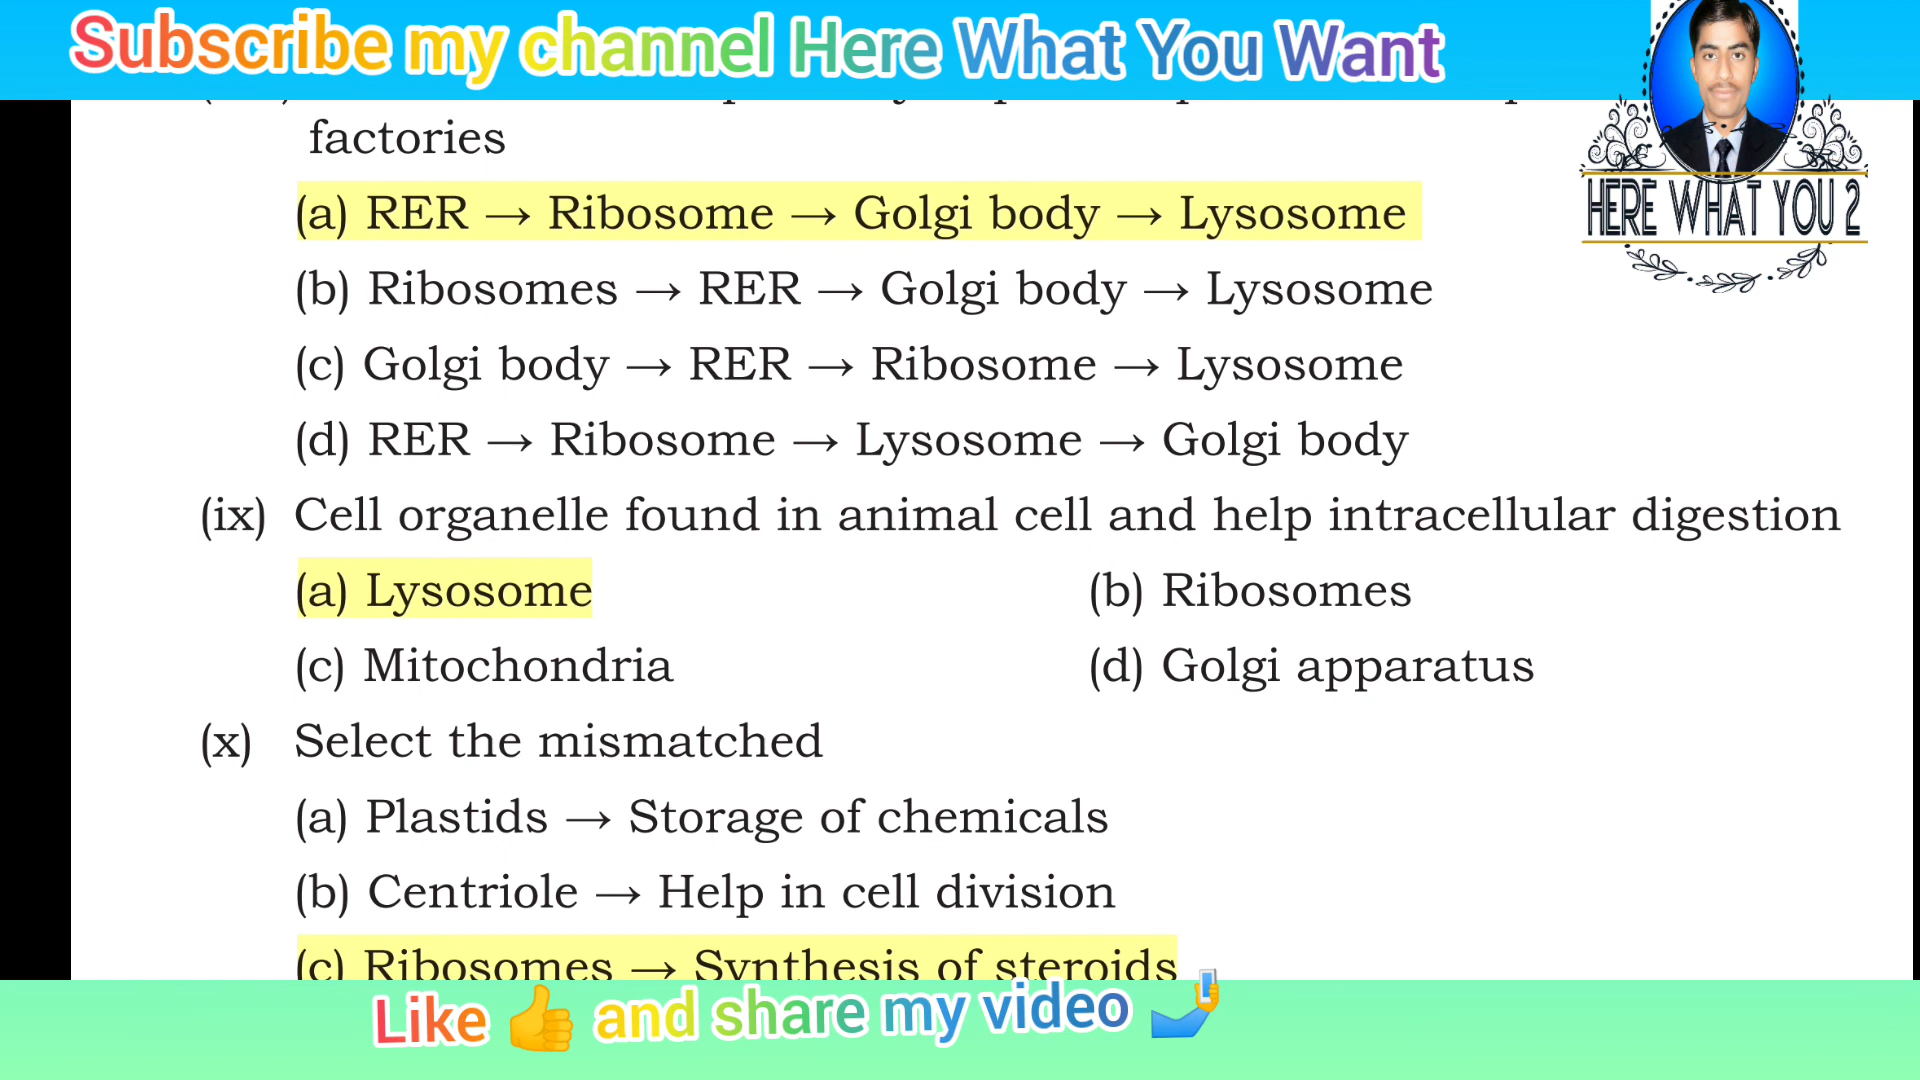 Subscribe my channel Here What You Want
HERE WHAT YOU 2
factories
(a) RER → Ribosome → Golgi body → Lysosome
(b) Ribosomes → RER → Golgi body → Lysosome
(c) Golgi body → RER → Ribosome → Lysosome
(d) RER → Ribosome → Lysosome → Golgi body
(ix) Cell organelle found in animal cell and help intracellular digestion
(a) Lysosome (b) Ribosomes
(c) Mitochondria (d) Golgi apparatus
(x) Select the mismatched
(a) Plastids → Storage of chemicals
(b) Centriole → Help in cell division
(c) Ribosomes → Synthesis of steroids
Like 👍 and share my video 🤳